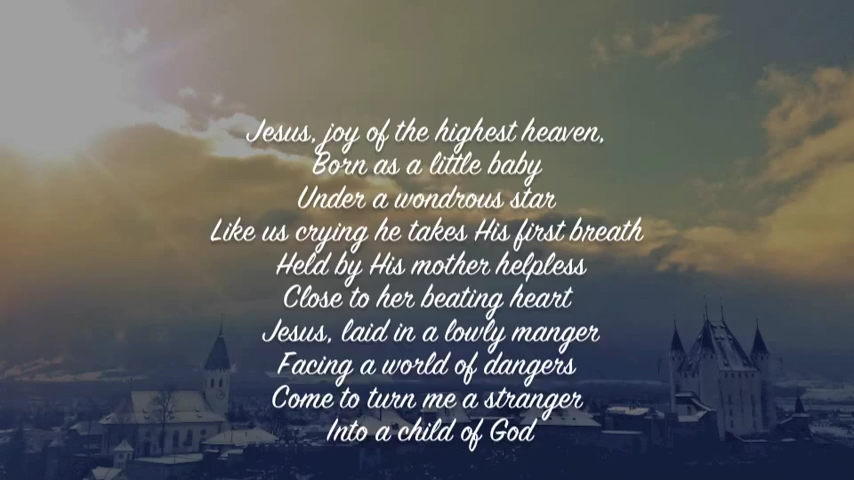 Jesus, joy of the highest heaven,
Born as a little baby
Under a wondrous star
Like us crying he takes His first breath
Held by His mother helpless
Close to her beating heart
Jesus, laid in a lowly manger
Facing a world of dangers
Come to turn me a stranger
Into a child of God